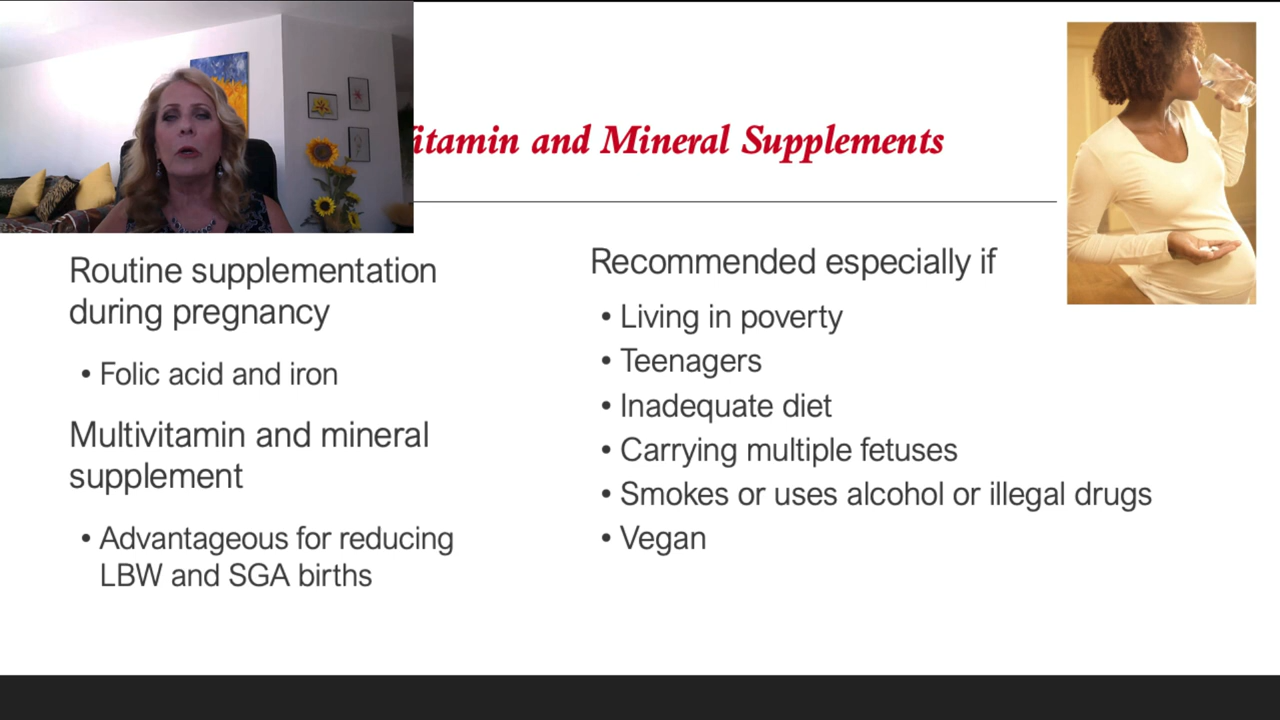 itamin and Mineral Supplements
Routine supplementation
during pregnancy
• Folic acid and iron
Multivitamin and mineral
supplement
• Advantageous for reducing
LBW and SGA births
Recommended especially if
• Living in poverty
• Teenagers
• Inadequate diet
• Carrying multiple fetuses
• Smokes or uses alcohol or illegal drugs
• Vegan